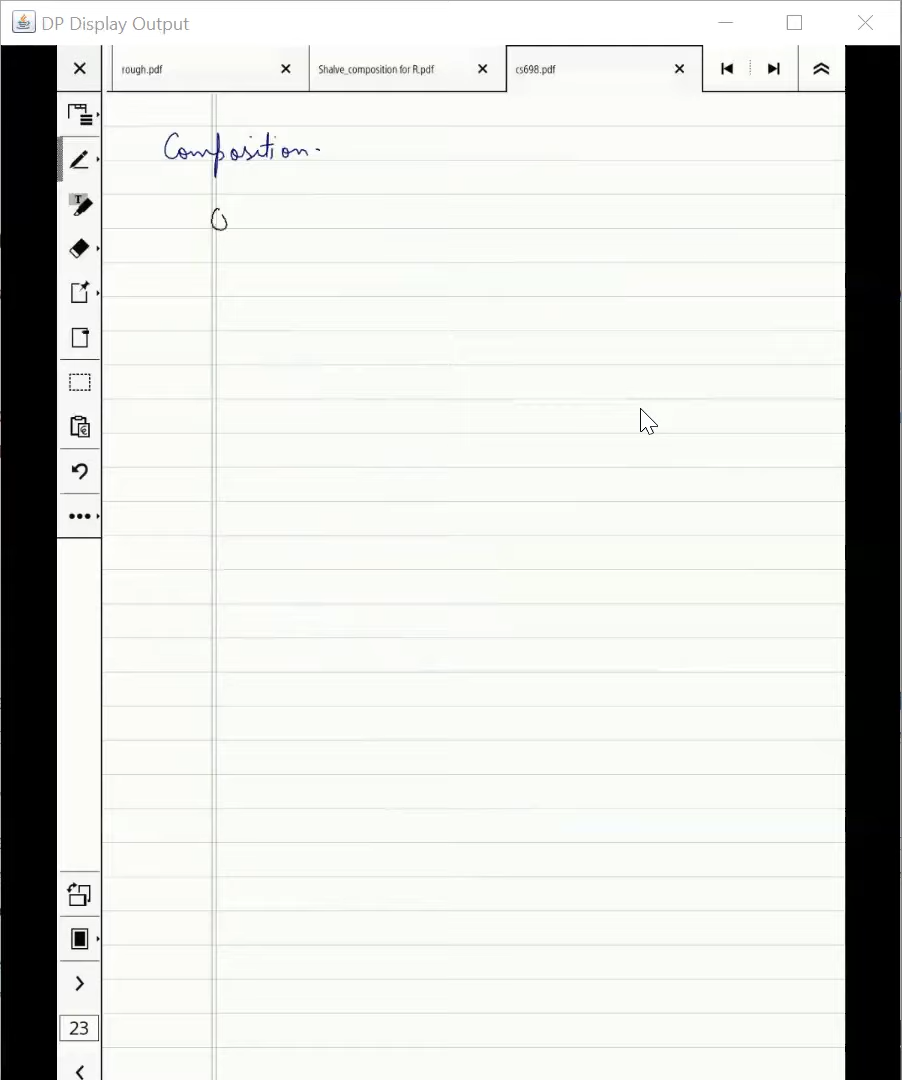 DP Display Output
rough.pdf
Shalve_composition for R.pdf
cs698.pdf
Composition.
T
23